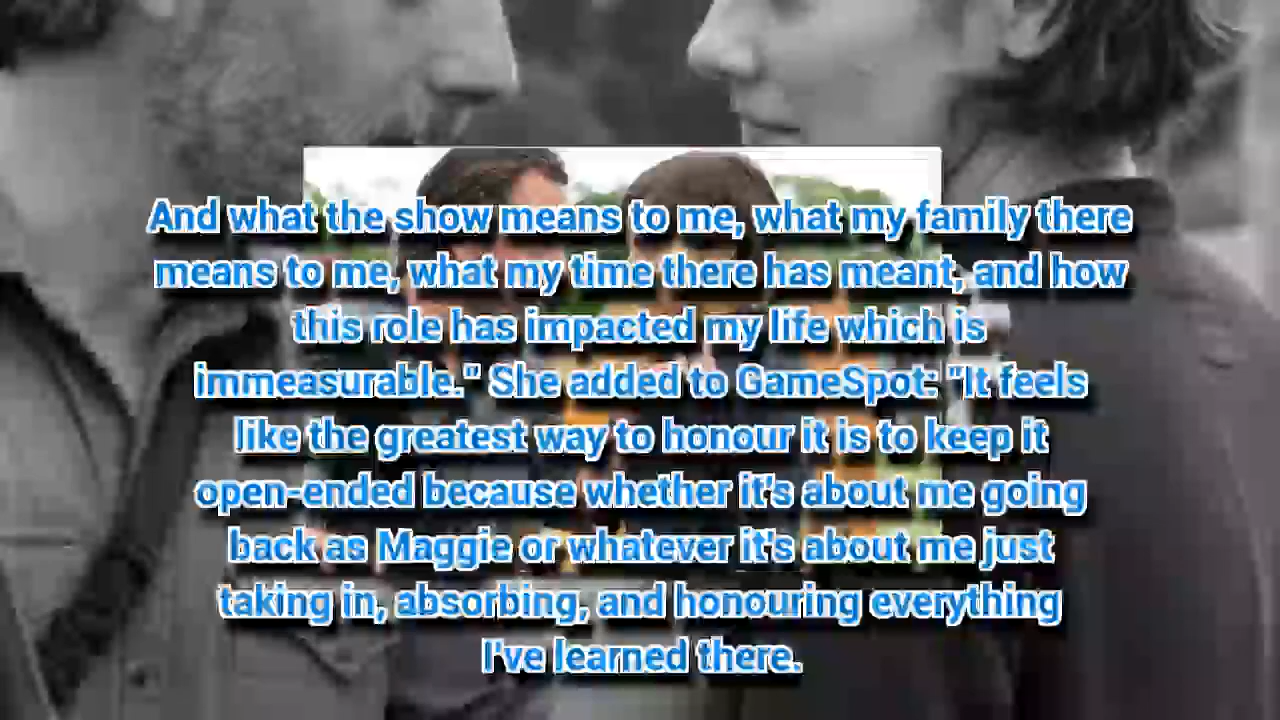 And what the show means to me, what my family there
means to me, what my time there has meant, and how
this role has impacted my life which is
immeasurable." She added to GameSpot: "It feels
like the greatest way to honour it is to keep it
open-ended because whether it's about me going
back as Maggie or whatever it's about me just
taking in, absorbing, and honouring everything
I've learned there.